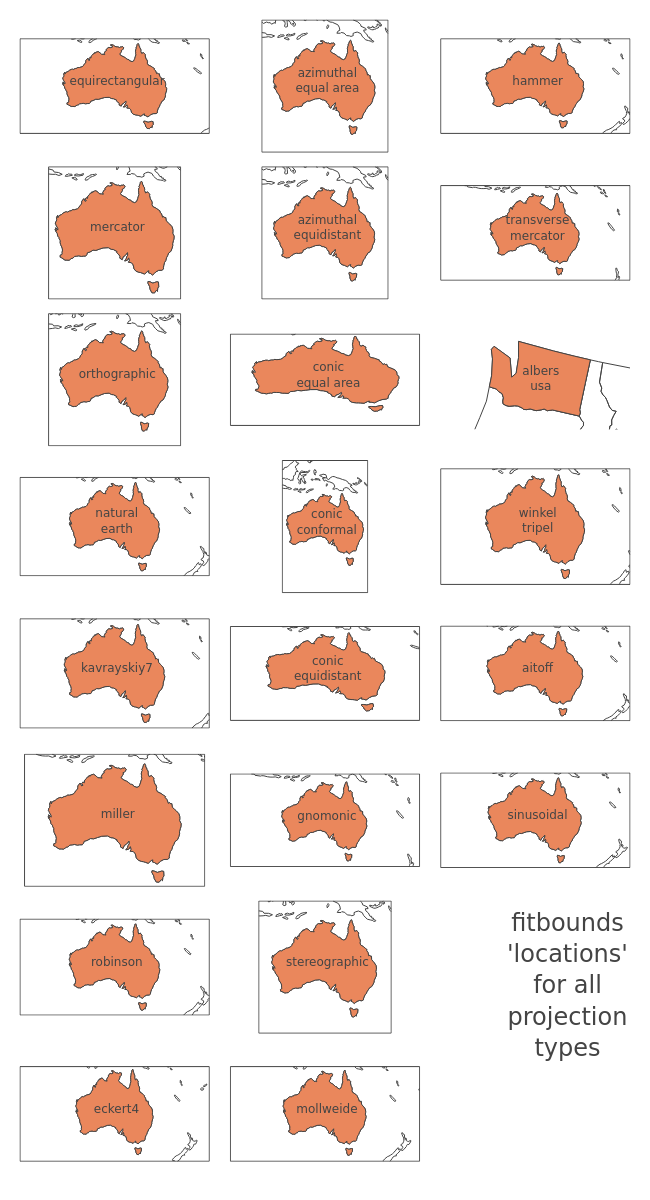 equirectangular
azimuthal
equal area
hammer
mercator
azimuthal
equidistant
transverse
mercator
orthographic
conic
equal area
albers
usa
natural
earth
conic
conformal
winkel
tripel
kavrayskiy7
conic
equidistant
aitoff
miller
gnomonic
sinusoidal
robinson
stereographic
fitbounds
'locations'
for all
projection
types
eckert4
mollweide